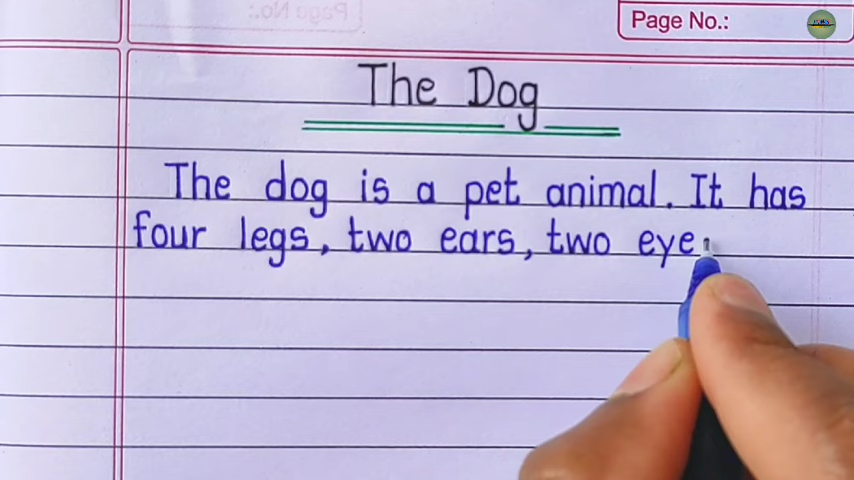 Page No.:
The Dog
The dog is a pet animal. It has
four legs, two ears, two eye